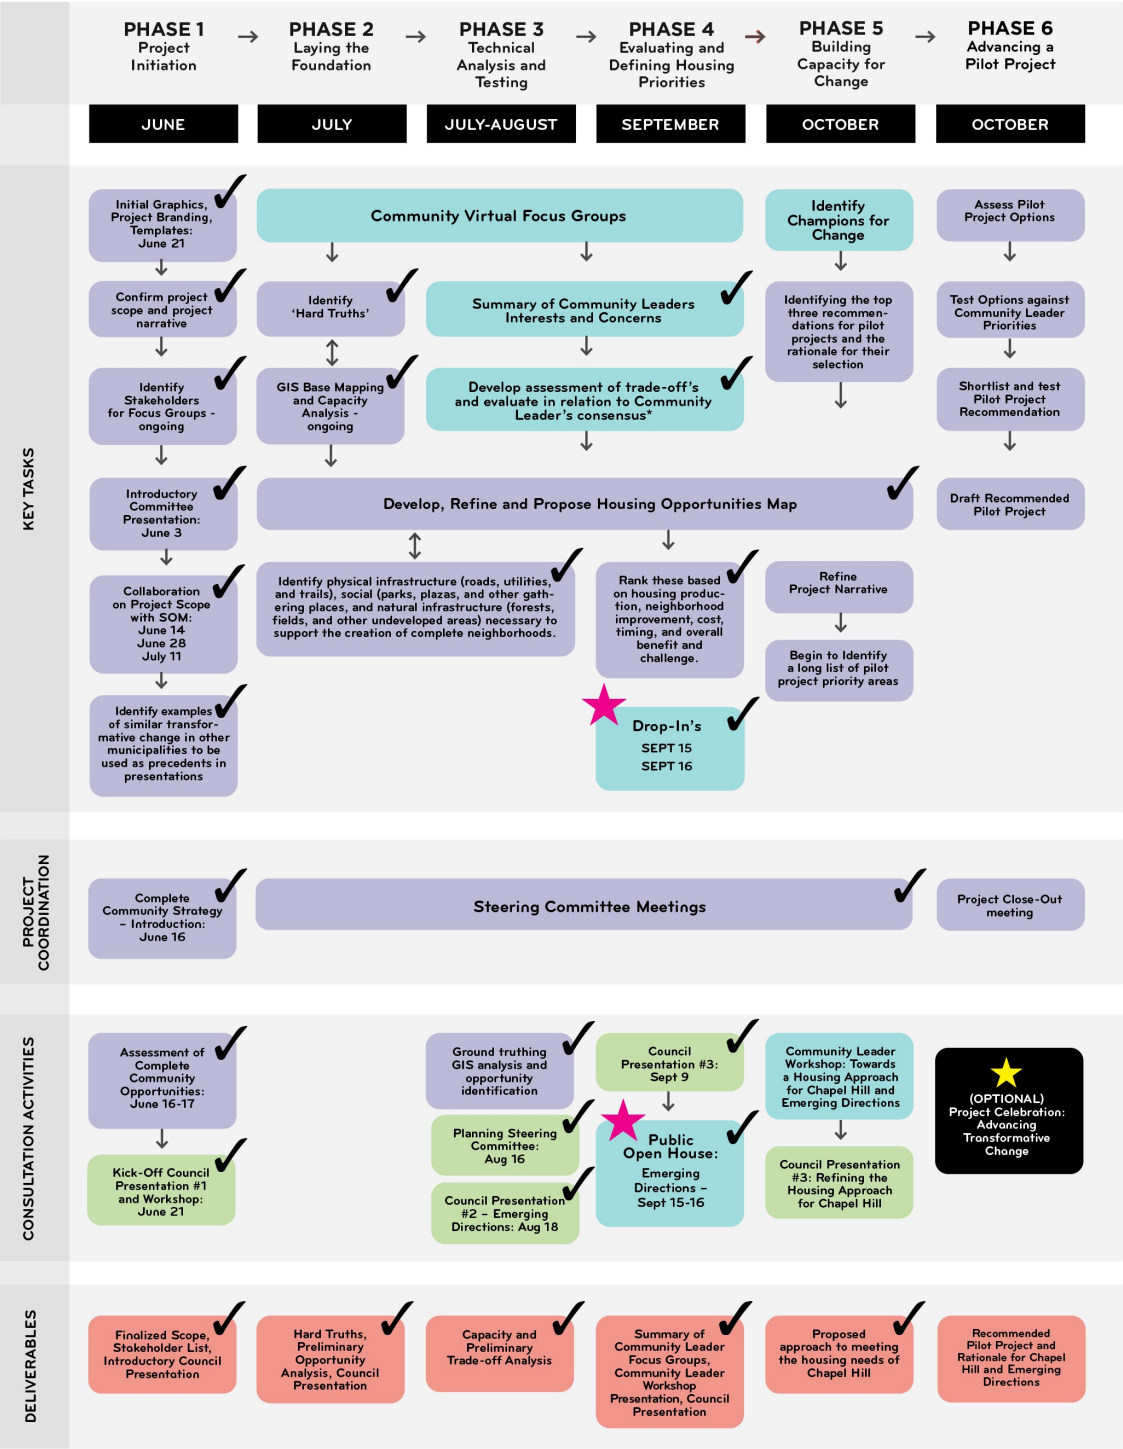 PHASE 1
Project
Initiation
PHASE 2
Laying the
Foundation
PHASE 3
Technical
Analysis and
Testing
PHASE 4
Evaluating and
Defining Housing
Priorities
PHASE 5
Building
Capacity for
Change
PHASE 6
Advancing a
Pilot Project
JUNE
JULY
JULY-AUGUST
SEPTEMBER
OCTOBER
OCTOBER
KEY TASKS
Initial Graphics,
Project Branding,
Templates:
June 21
Confirm project
scope and project
narrative
Identify
Stakeholders
for Focus Groups -
ongoing
Introductory
Committee
Presentation:
June 3
Collaboration
on Project Scope
with SOM:
June 14
June 28
July 11
Identify examples
of similar transfor-
mative change in other
municipalities to be
used as precedents in
presentations
Community Virtual Focus Groups
Identify
‘Hard Truths’
GIS Base Mapping
and Capacity
Analysis -
ongoing
Summary of Community Leaders
Interests and Concerns
Develop assessment of trade-off’s
and evaluate in relation to Community
Leader’s consensus*
Develop, Refine and Propose Housing Opportunities Map
Identify physical infrastructure (roads, utilities,
and trails), social (parks, plazas, and other gath-
ering places, and natural infrastructure (forests,
fields, and other undeveloped areas) necessary to
support the creation of complete neighborhoods.
Rank these based
on housing produc-
tion, neighborhood
improvement, cost,
timing, and overall
benefit and
challenge.
Drop-In’s
SEPT 15
SEPT 16
Identify
Champions for
Change
Identifying the top
three recommen-
dations for pilot
projects and the
rationale for their
selection
Refine
Project Narrative
Begin to Identify
a long list of pilot
project priority areas
Assess Pilot
Project Options
Test Options against
Community Leader
Priorities
Shortlist and test
Pilot Project
Recommendation
Draft Recommended
Pilot Project
PROJECT
COORDINATION
Complete
Community Strategy
– Introduction:
June 16
Steering Committee Meetings
Project Close-Out
meeting
CONSULTATION ACTIVITIES
Assessment of
Complete
Community
Opportunities:
June 16-17
Kick-Off Council
Presentation #1
and Workshop:
June 21
Ground truthing
GIS analysis and
opportunity
identification
Planning Steering
Committee:
Aug 16
Council Presentation
#2 – Emerging
Directions: Aug 18
Council
Presentation #3:
Sept 9
Public
Open House:
Emerging
Directions –
Sept 15-16
Community Leader
Workshop: Towards
a Housing Approach
for Chapel Hill and
Emerging Directions
Council Presentation
#3: Refining the
Housing Approach
for Chapel Hill
(OPTIONAL)
Project Celebration:
Advancing
Transformative
Change
DELIVERABLES
Finalized Scope,
Stakeholder List,
Introductory Council
Presentation
Hard Truths,
Preliminary
Opportunity
Analysis, Council
Presentation
Capacity and
Preliminary
Trade-off Analysis
Summary of
Community Leader
Focus Groups,
Community Leader
Workshop
Presentation, Council
Presentation
Proposed
approach to meeting
the housing needs of
Chapel Hill
Recommended
Pilot Project and
Rationale for Chapel
Hill and Emerging
Directions